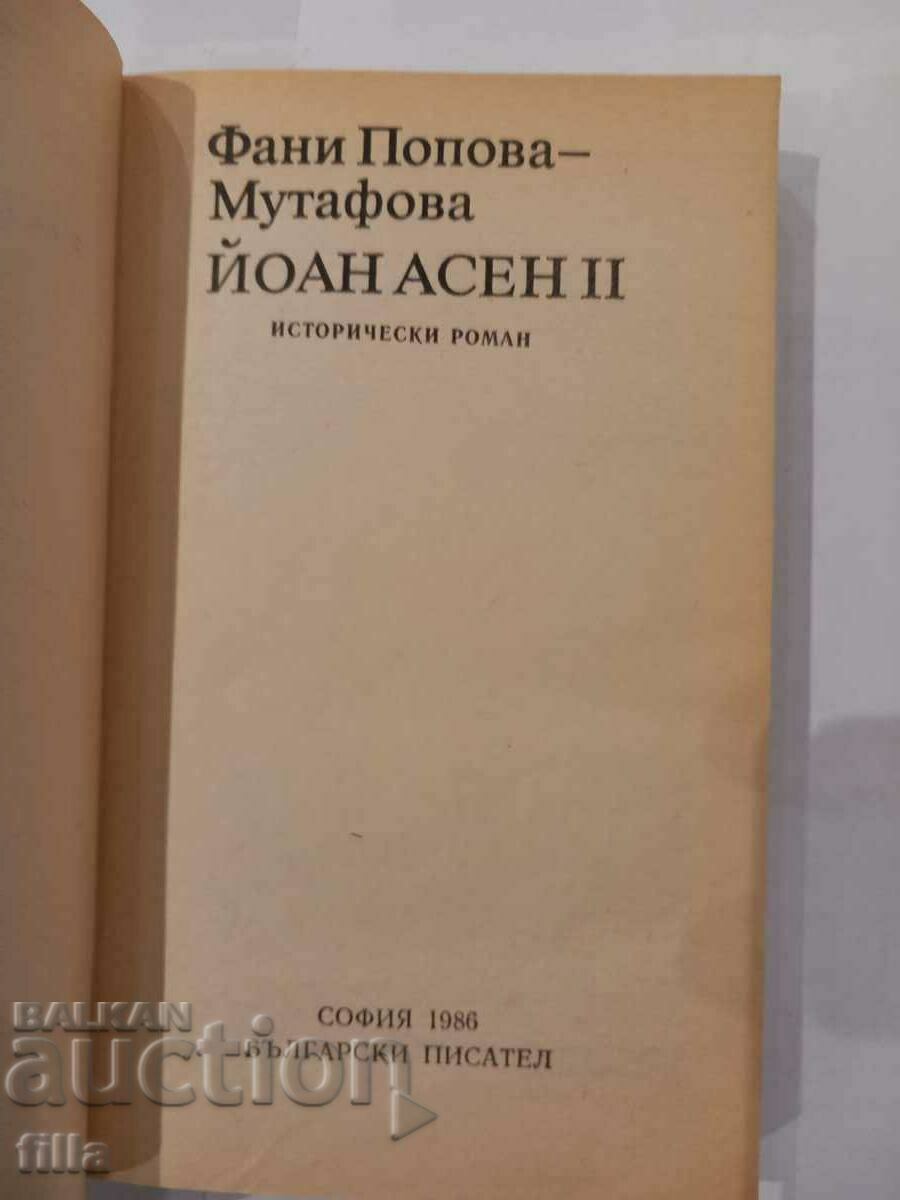 Фани Попова–
Мутафова
ЙОАН АСЕН II
ИСТОРИЧЕСКИ РОМАН
СОФИЯ 1986
БЪЛГАРСКИ ПИСАТЕЛ
BALKAN
auction
filla